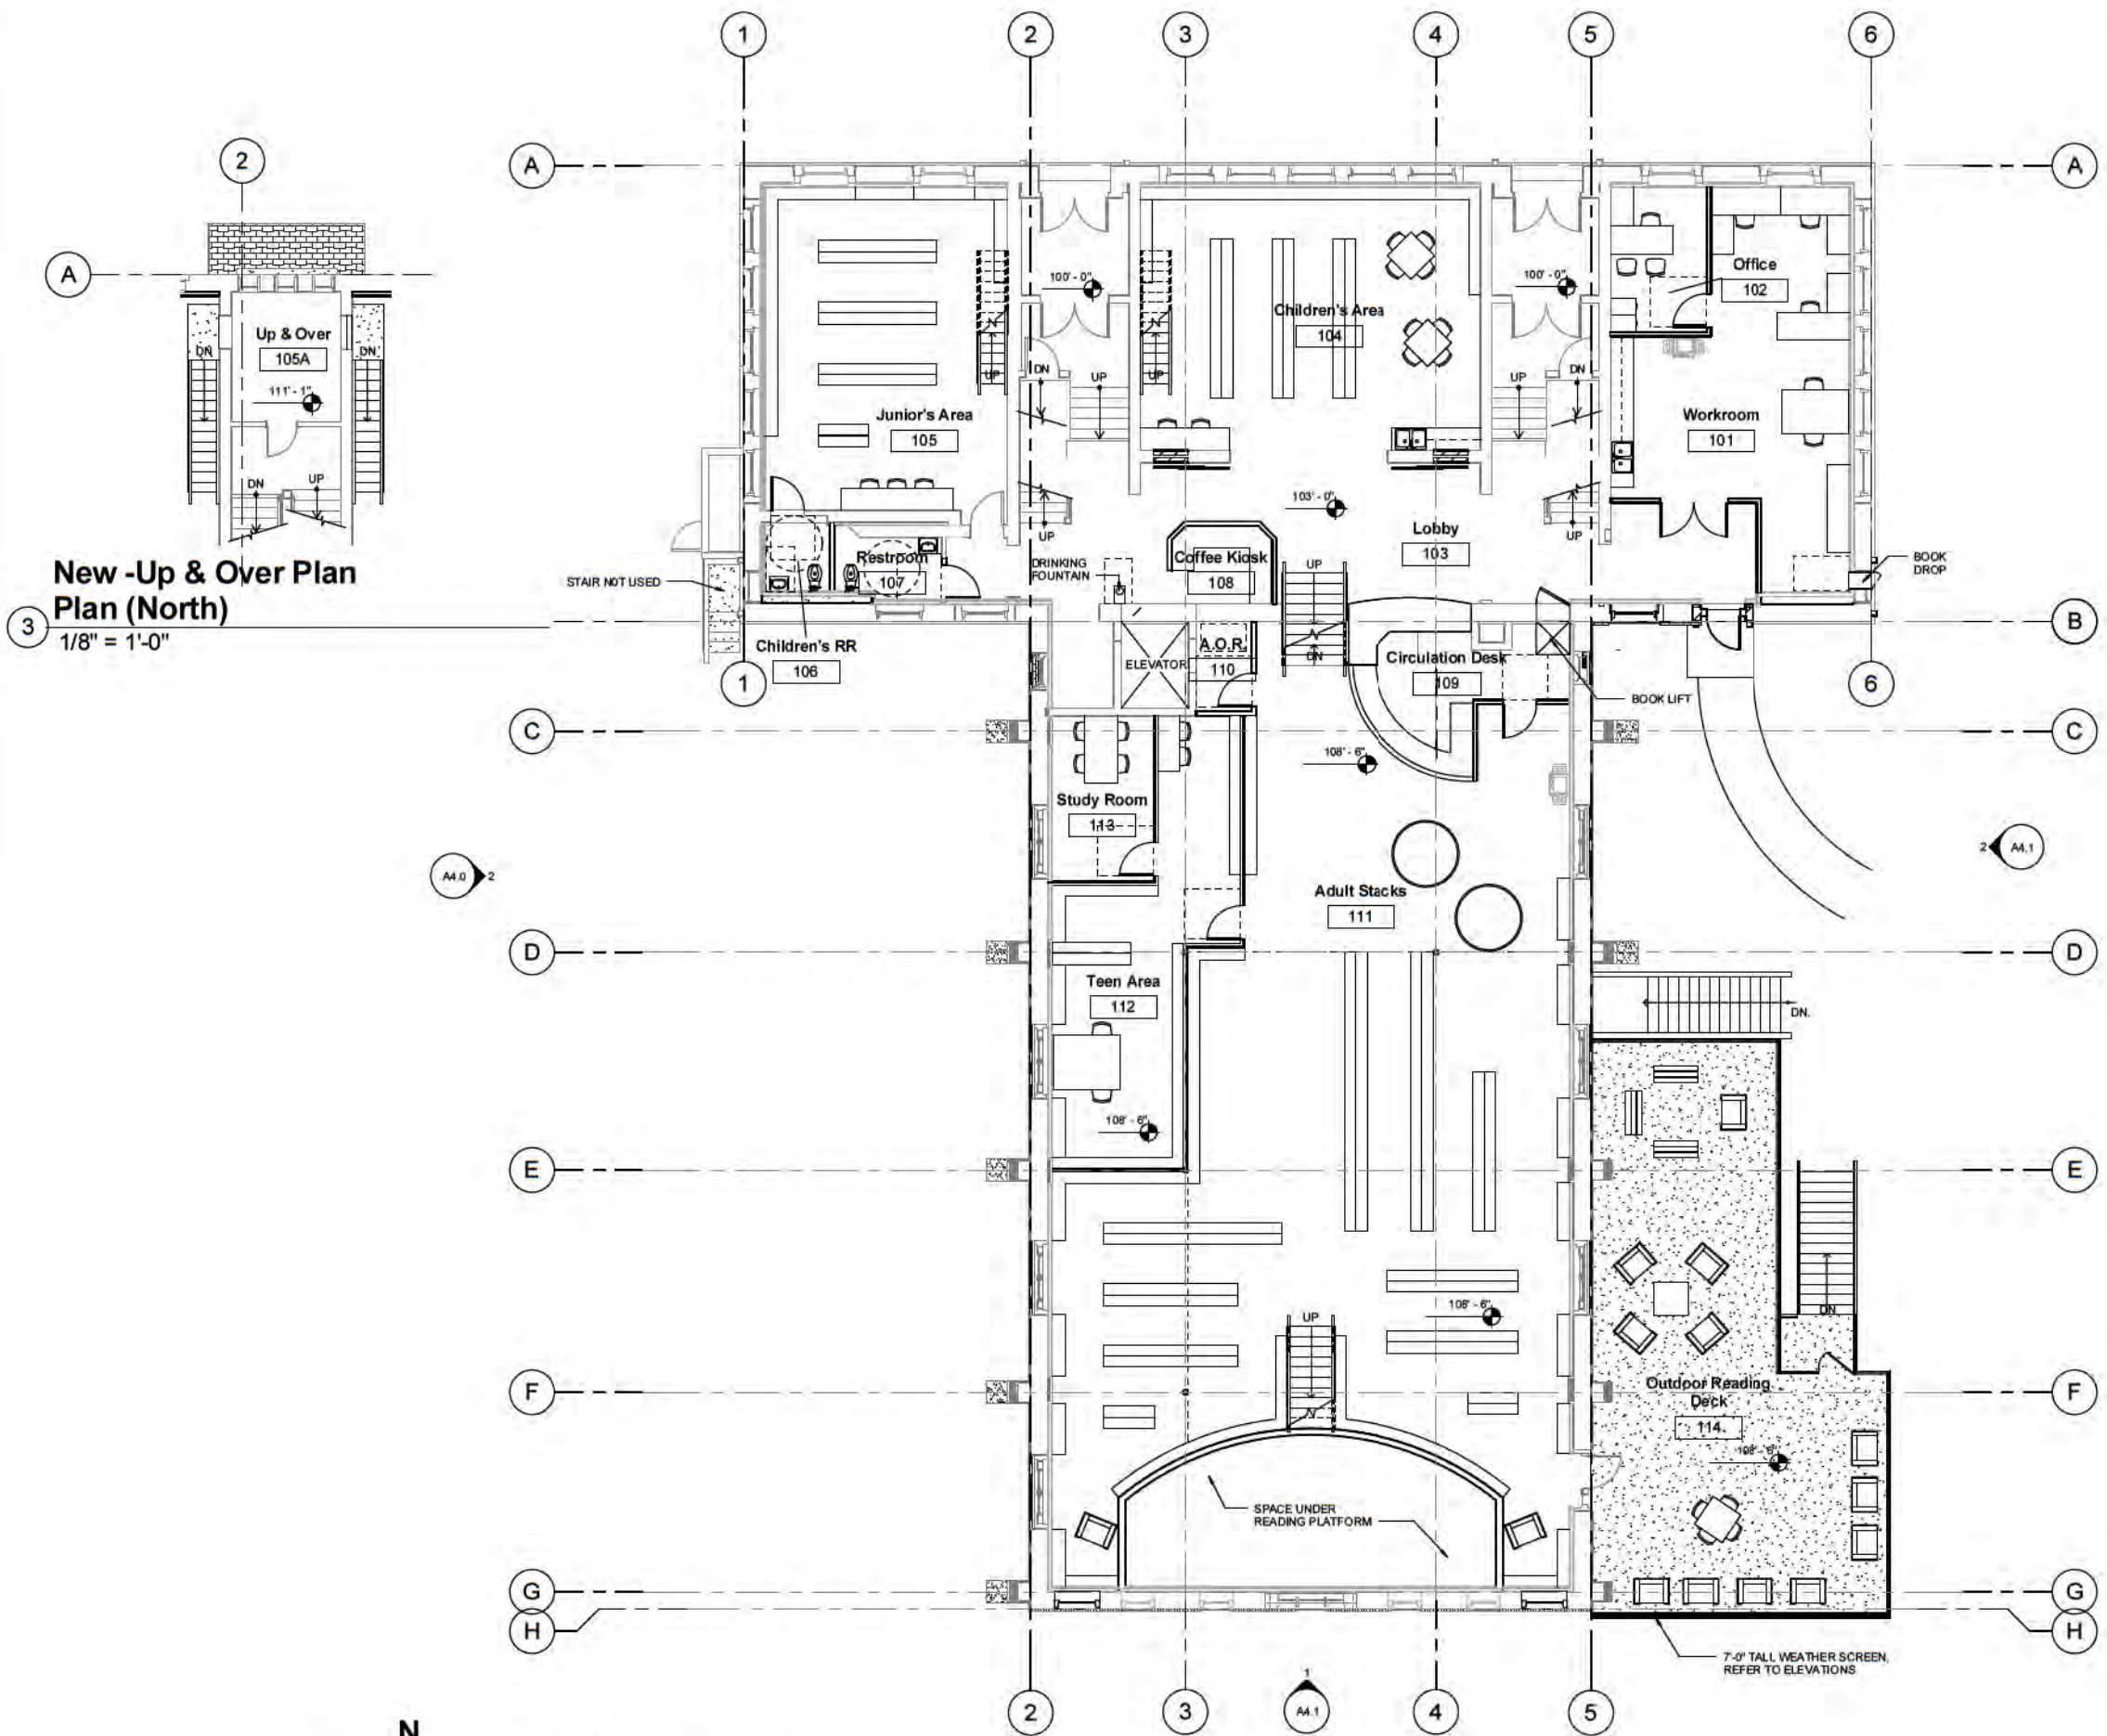 1 2 3 4 5 6
2
A A
A
Up & Over
105A
DN DN
111' - 1"
DN UP
New -Up & Over Plan
Plan (North)
3
1/8" = 1'-0"
100' - 0"
100' - 0"
Office
102
Children's Area
104
UP UP
DN UP
UP DN
Junior's Area
105
Workroom
101
103' - 0"
Lobby
103
UP
UP
Restroom
107
DRINKING
FOUNTAIN
Coffee Kiosk
108
UP
BOOK
DROP
STAIR NOT USED
B
Children's RR
106
1
ELEVATOR
A.O.R.
110
DN
Circulation Desk
109
BOOK LIFT
6
C C
108' - 6"
Study Room
113
A4.0 2
2 A4.1
Adult Stacks
111
D D
Teen Area
112
DN.
108' - 6"
E E
108' - 6"
UP
DN
F F
Outdoor Reading
Deck
114
108' - 6"
SPACE UNDER
READING PLATFORM
G G
H H
7'-0" TALL WEATHER SCREEN,
REFER TO ELEVATIONS
1
A4.1
2 3 4 5
N